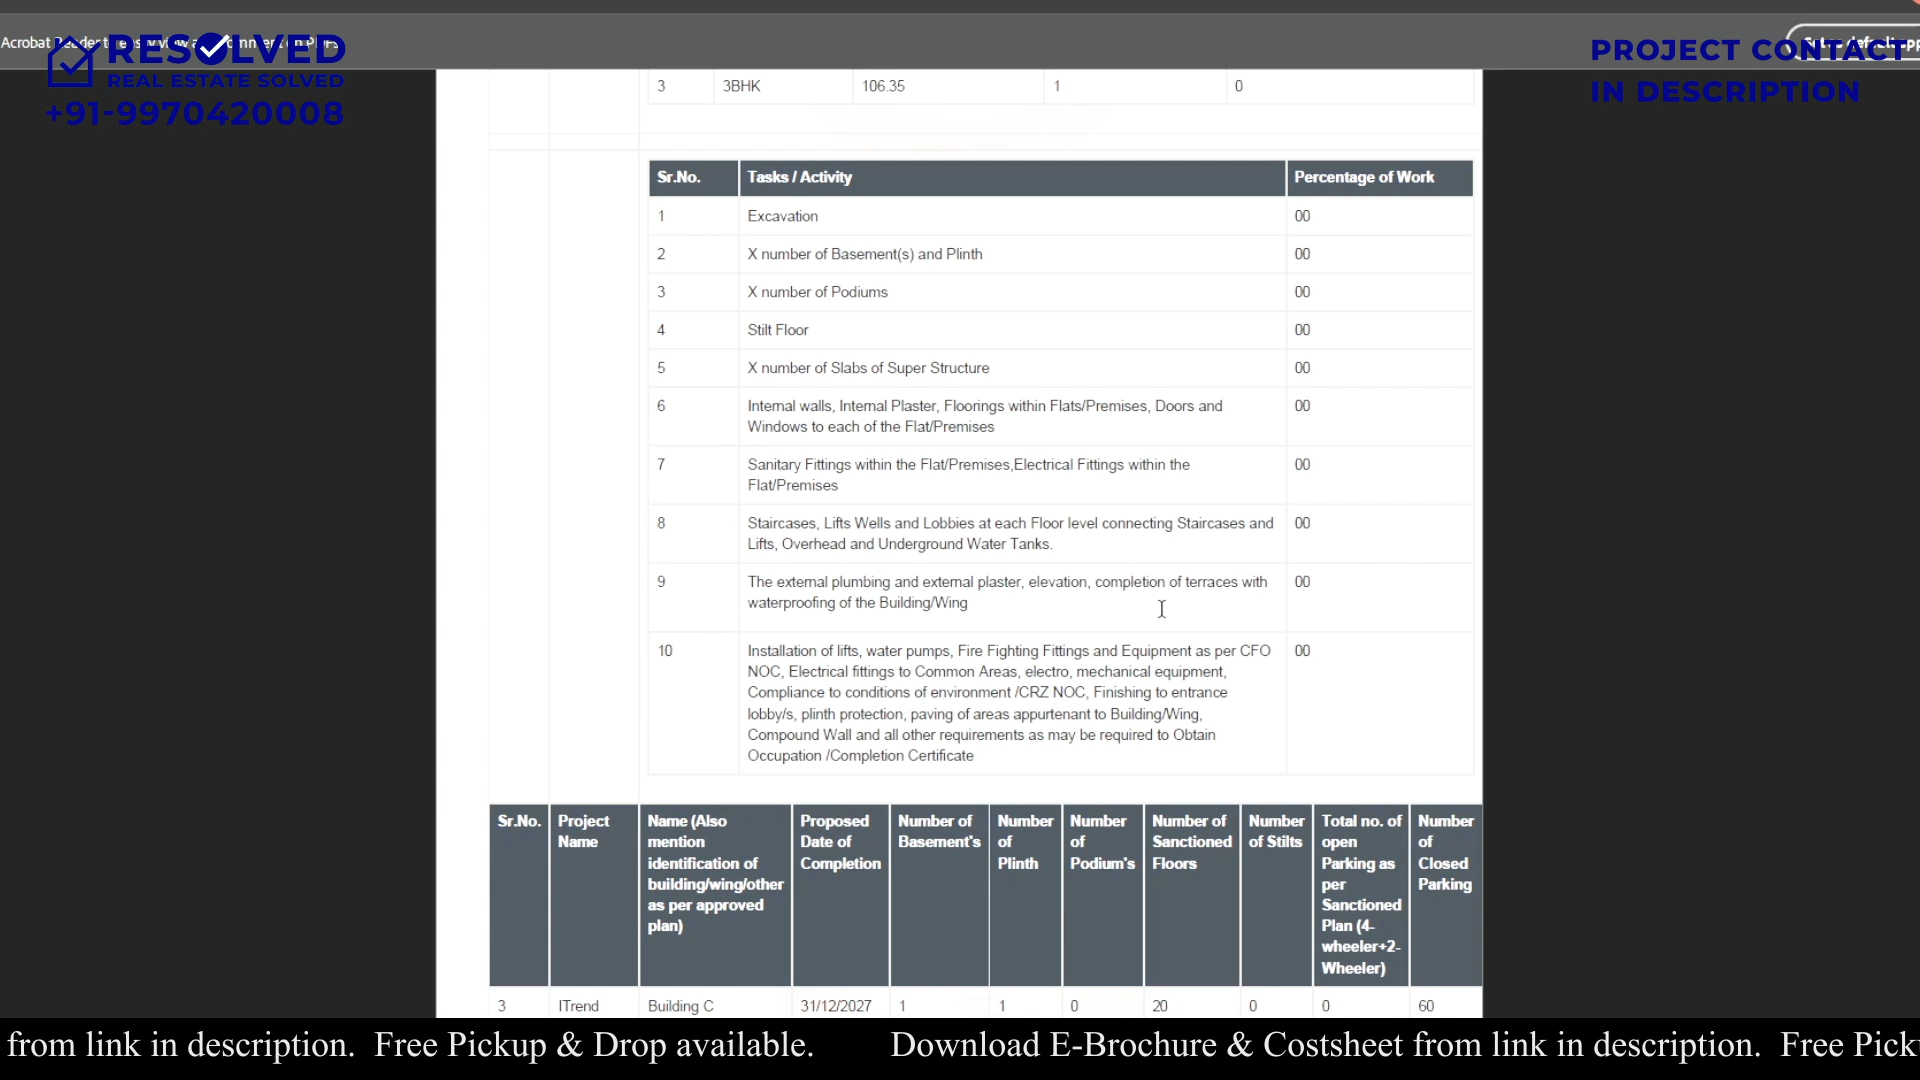 Acrobat Reader to easily view and comment on PDFs
RESOLVED
REAL ESTATE SOLVED
+91-9970420008
PROJECT CONTACT
IN DESCRIPTION
3 3BHK 106.35 1 0
Sr.No. Tasks / Activity Percentage of Work
1 Excavation 00
2 X number of Basement(s) and Plinth 00
3 X number of Podiums 00
4 Stilt Floor 00
5 X number of Slabs of Super Structure 00
6 Internal walls, Internal Plaster, Floorings within Flats/Premises, Doors and 00
Windows to each of the Flat/Premises
7 Sanitary Fittings within the Flat/Premises,Electrical Fittings within the 00
Flat/Premises
8 Staircases, Lifts Wells and Lobbies at each Floor level connecting Staircases and 00
Lifts, Overhead and Underground Water Tanks.
9 The external plumbing and external plaster, elevation, completion of terraces with 00
waterproofing of the Building/Wing
10 Installation of lifts, water pumps, Fire Fighting Fittings and Equipment as per CFO 00
NOC, Electrical fittings to Common Areas, electro, mechanical equipment,
Compliance to conditions of environment /CRZ NOC, Finishing to entrance
lobby/s, plinth protection, paving of areas appurtenant to Building/Wing,
Compound Wall and all other requirements as may be required to Obtain
Occupation /Completion Certificate
Sr.No. Project Name (Also Proposed Number of Number Number Number of Number Total no. of Number
Name mention Date of Basement's of of Sanctioned of Stilts open of
identification of Completion Plinth Podium's Floors Parking as Closed
building/wing/other per Parking
as per approved Sanctioned
plan) Plan (4-
wheeler+2-
Wheeler)
3 ITrend Building C 31/12/2027 1 1 0 20 0 0 60
from link in description. Free Pickup & Drop available. Download E-Brochure & Costsheet from link in description. Free